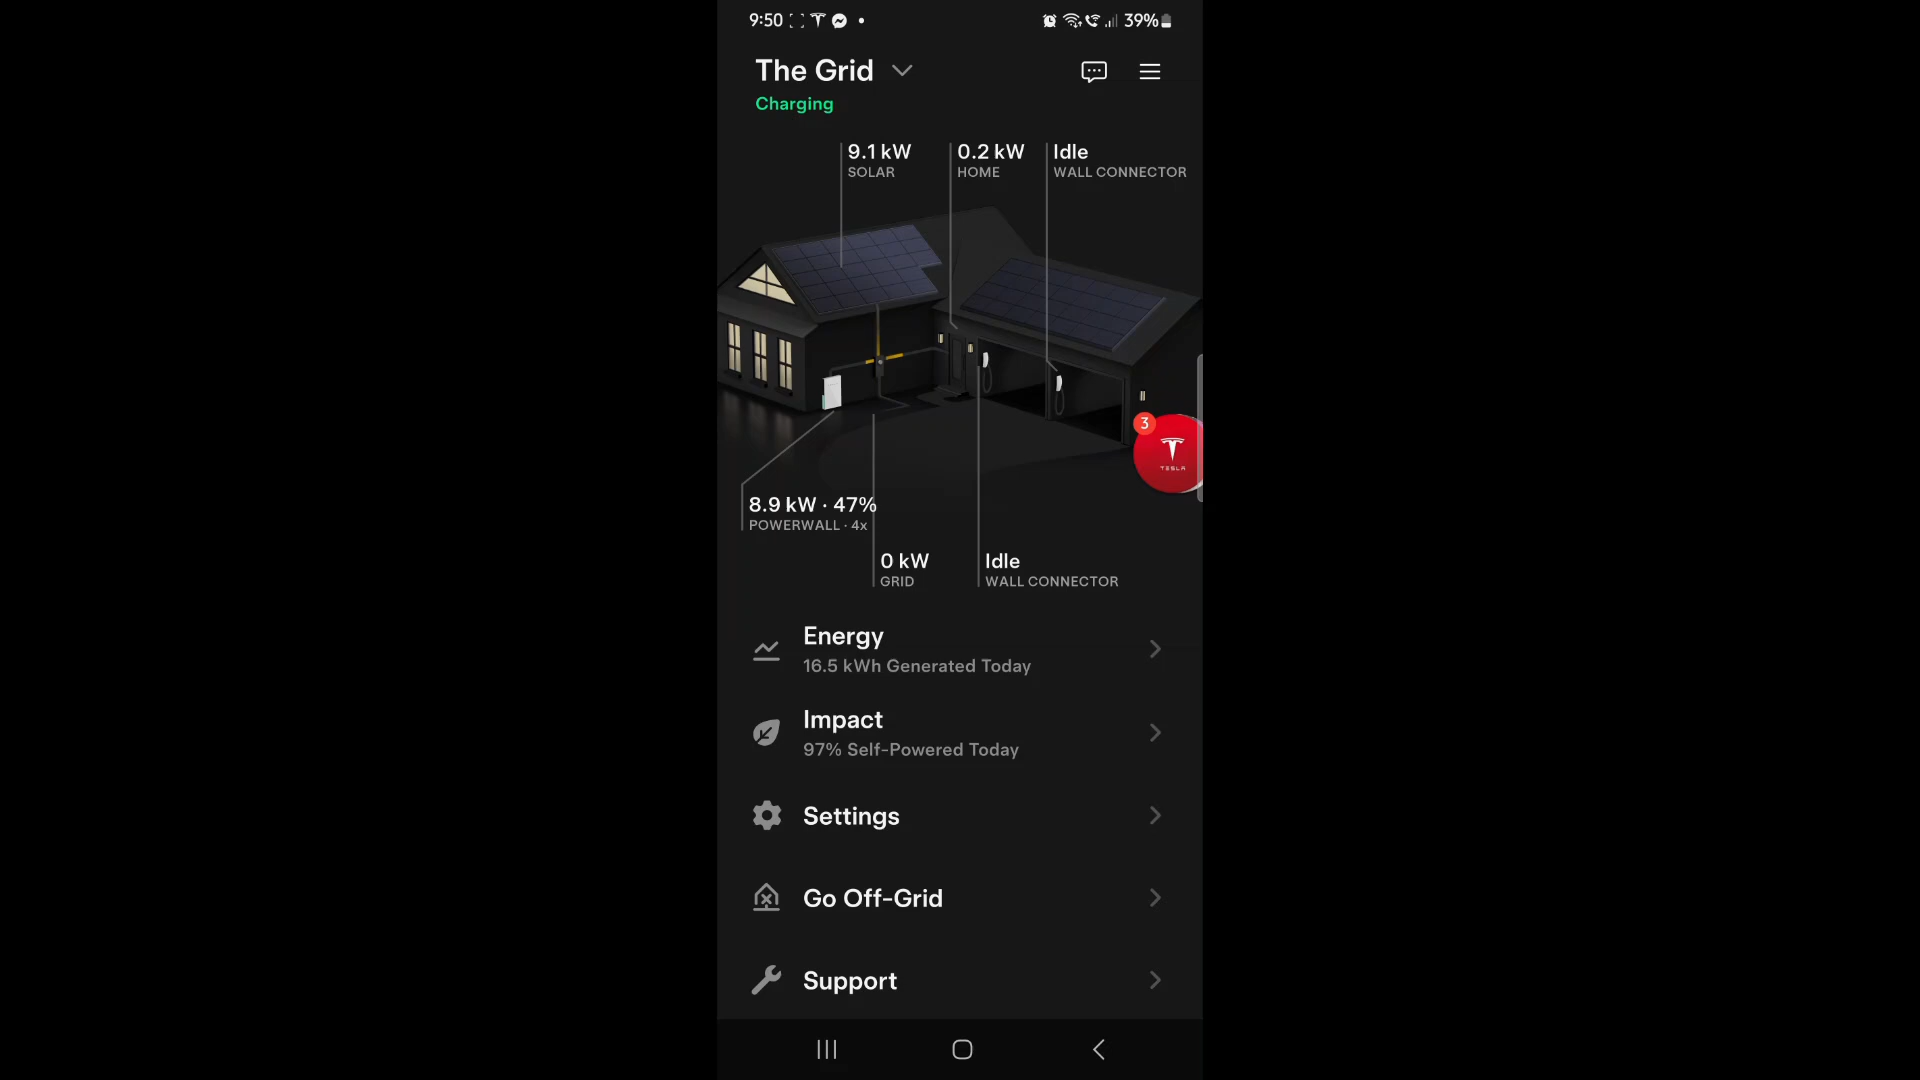 9:50
39%
The Grid
Charging
9.1 kW
SOLAR
0.2 kW
HOME
Idle
WALL CONNECTOR
3
TESLA
8.9 kW · 47%
POWERWALL · 4x
0 kW
GRID
Idle
WALL CONNECTOR
Energy
16.5 kWh Generated Today
Impact
97% Self-Powered Today
Settings
Go Off-Grid
Support